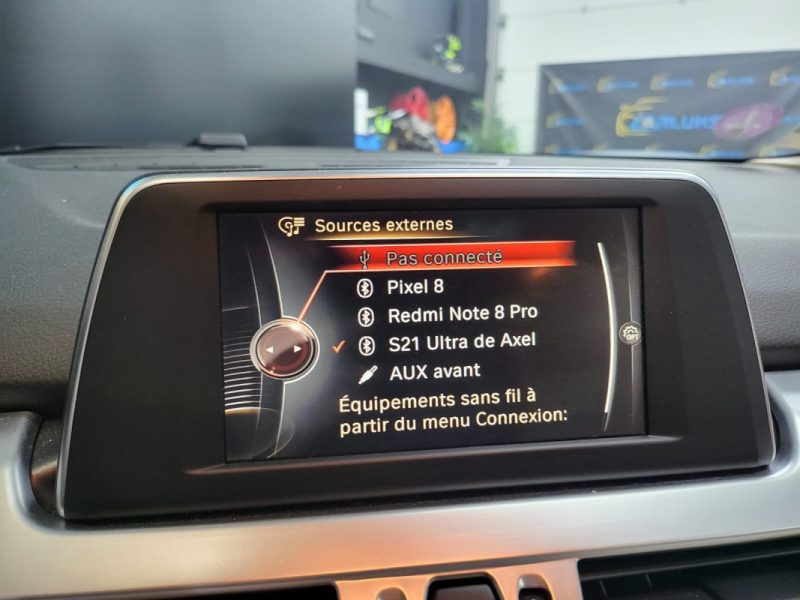 Sources externes
Pas connecté
Pixel 8
Redmi Note 8 Pro
S21 Ultra de Axel
AUX avant
Équipements sans fil à
partir du menu Connexion:
OPT